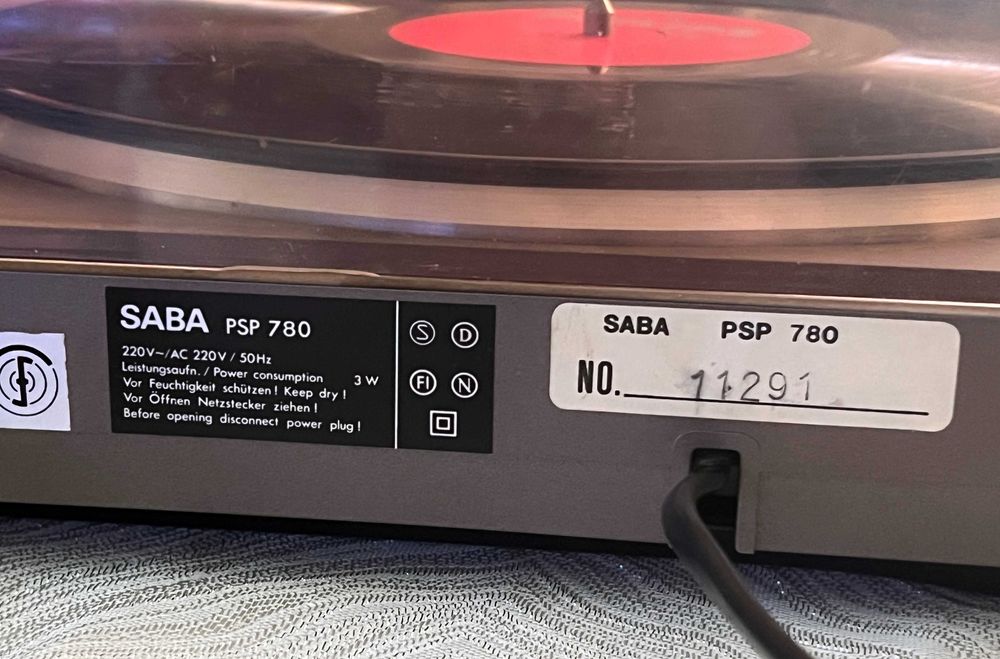 SABA PSP 780
220V~/AC 220V / 50Hz
Leistungsaufn. / Power consumption 3 W
Vor Feuchtigkeit schützen ! Keep dry !
Vor Öffnen Netzstecker ziehen !
Before opening disconnect power plug !
S D
FI N
SABA PSP 780
NO. 11291